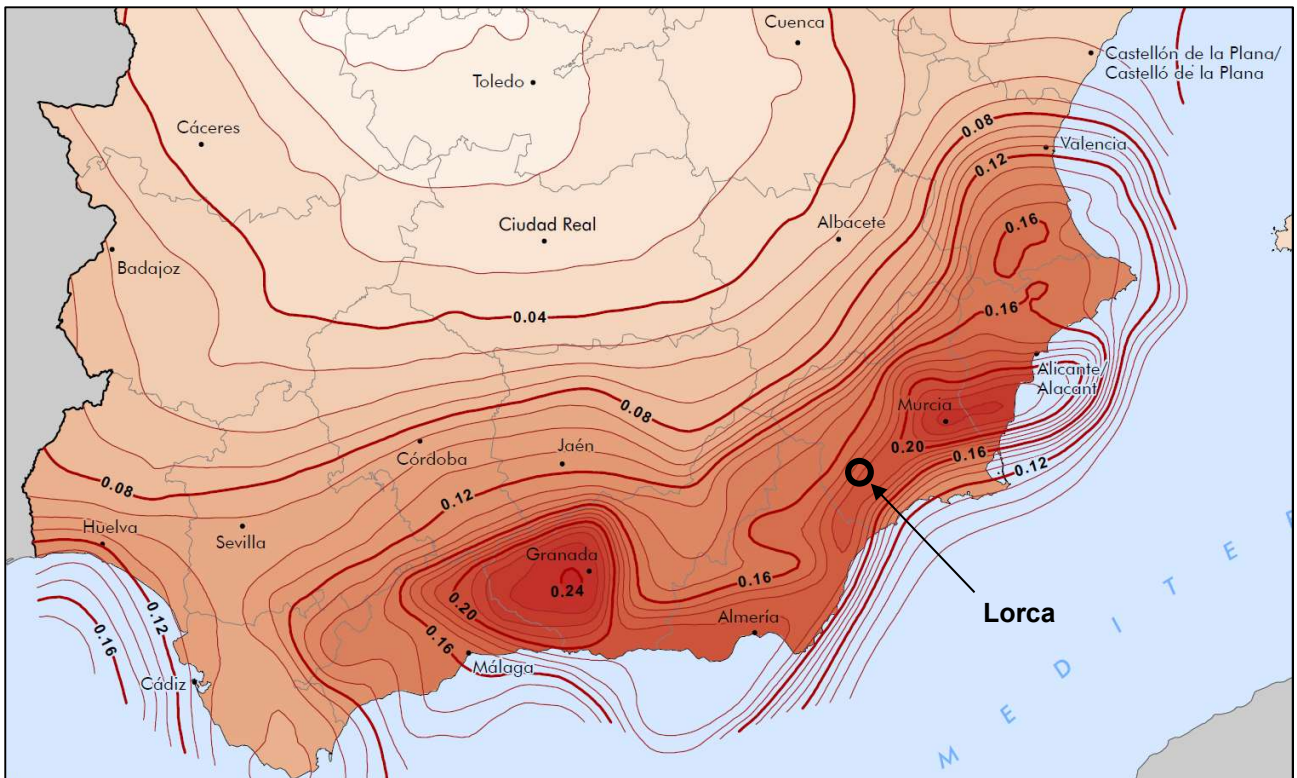 Cuenca
Castellón de la Plana/
Castelló de la Plana
Toledo
Cáceres
0.08
Valencia
0.12
Ciudad Real
Albacete
0.16
Badajoz
0.04
0.16
Alicante/
Alacant
0.08
Murcia
Córdoba
Jaén
0.20
0.16
0.12
0.08
0.12
Huelva
Sevilla
Granada
0.24
0.16
0.20
Almería
Lorca
0.12
0.16
0.16
Málaga
Cádiz
M E D I T E